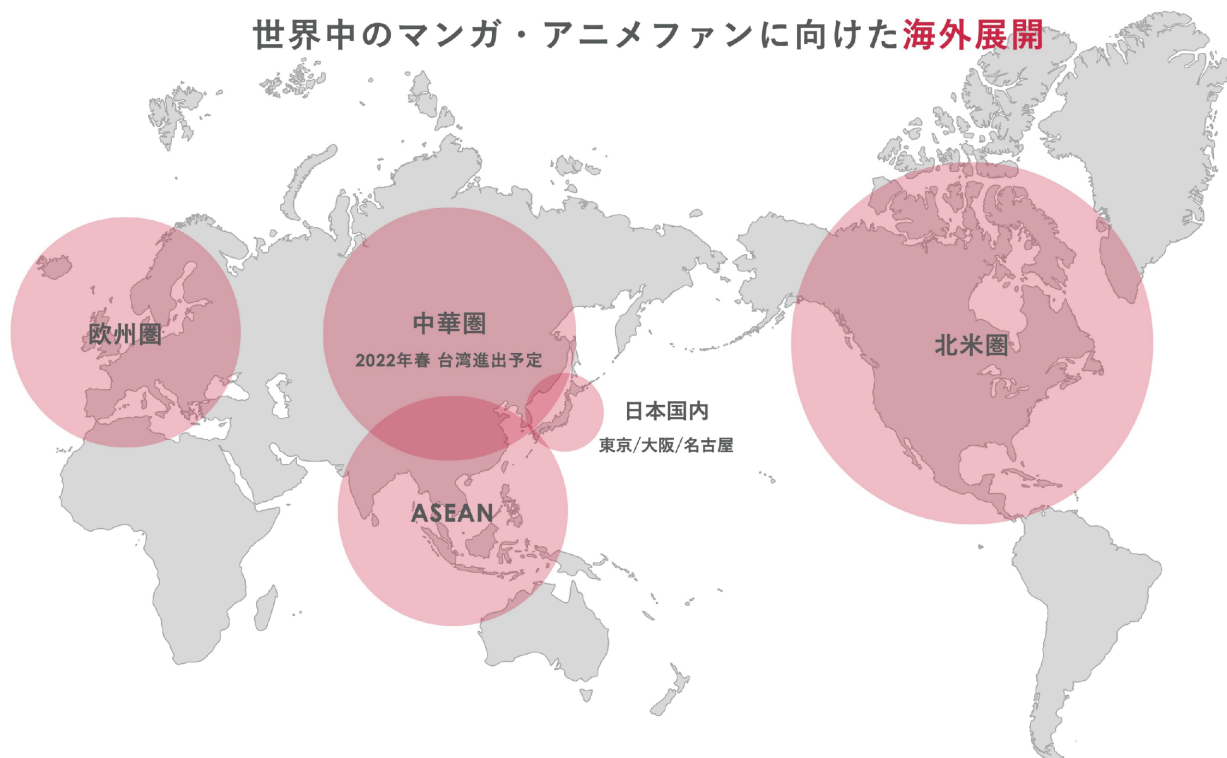 世界中のマンガ・アニメファンに向けた海外展開
欧州圏
中華圏
2022年春 台湾進出予定
北米圏
日本国内
東京/大阪/名古屋
ASEAN